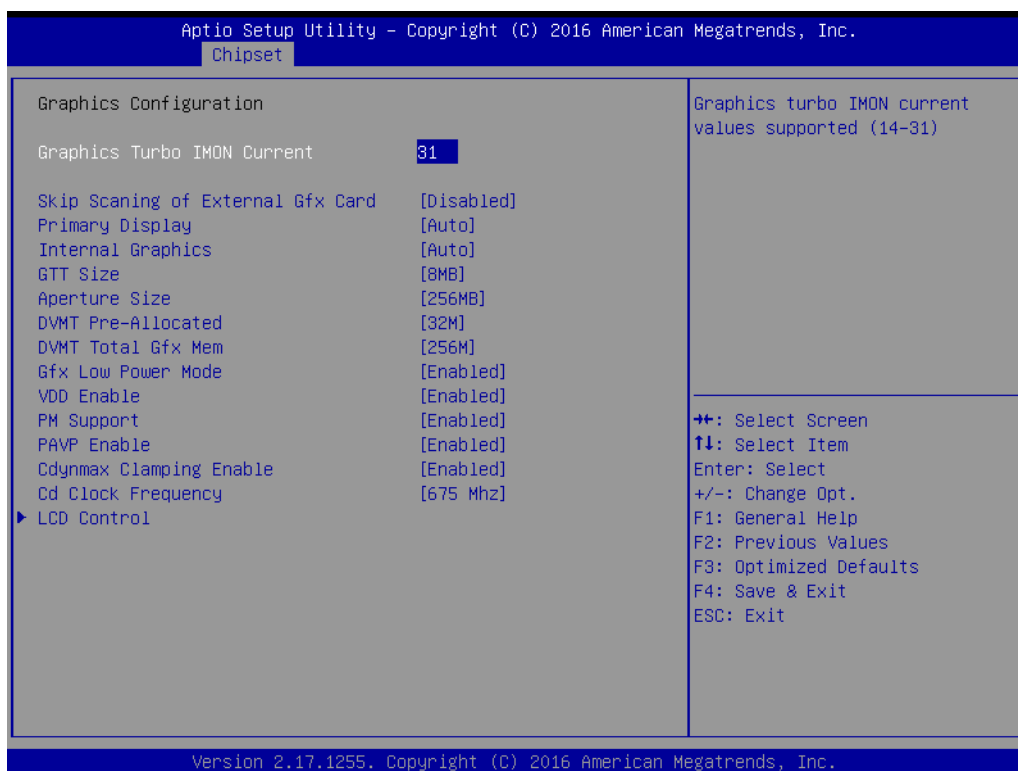 Aptio Setup Utility – Copyright (C) 2016 American Megatrends, Inc.
Chipset
Graphics Configuration
Graphics Turbo IMON Current 31
Skip Scaning of External Gfx Card [Disabled]
Primary Display [Auto]
Internal Graphics [Auto]
GTT Size [8MB]
Aperture Size [256MB]
DVMT Pre-Allocated [32M]
DVMT Total Gfx Mem [256M]
Gfx Low Power Mode [Enabled]
VDD Enable [Enabled]
PM Support [Enabled]
PAVP Enable [Enabled]
Cdynmax Clamping Enable [Enabled]
Cd Clock Frequency [675 Mhz]
LCD Control
Graphics turbo IMON current
values supported (14-31)
→←: Select Screen
↑↓: Select Item
Enter: Select
+/-: Change Opt.
F1: General Help
F2: Previous Values
F3: Optimized Defaults
F4: Save & Exit
ESC: Exit
Version 2.17.1255. Copyright (C) 2016 American Megatrends, Inc.